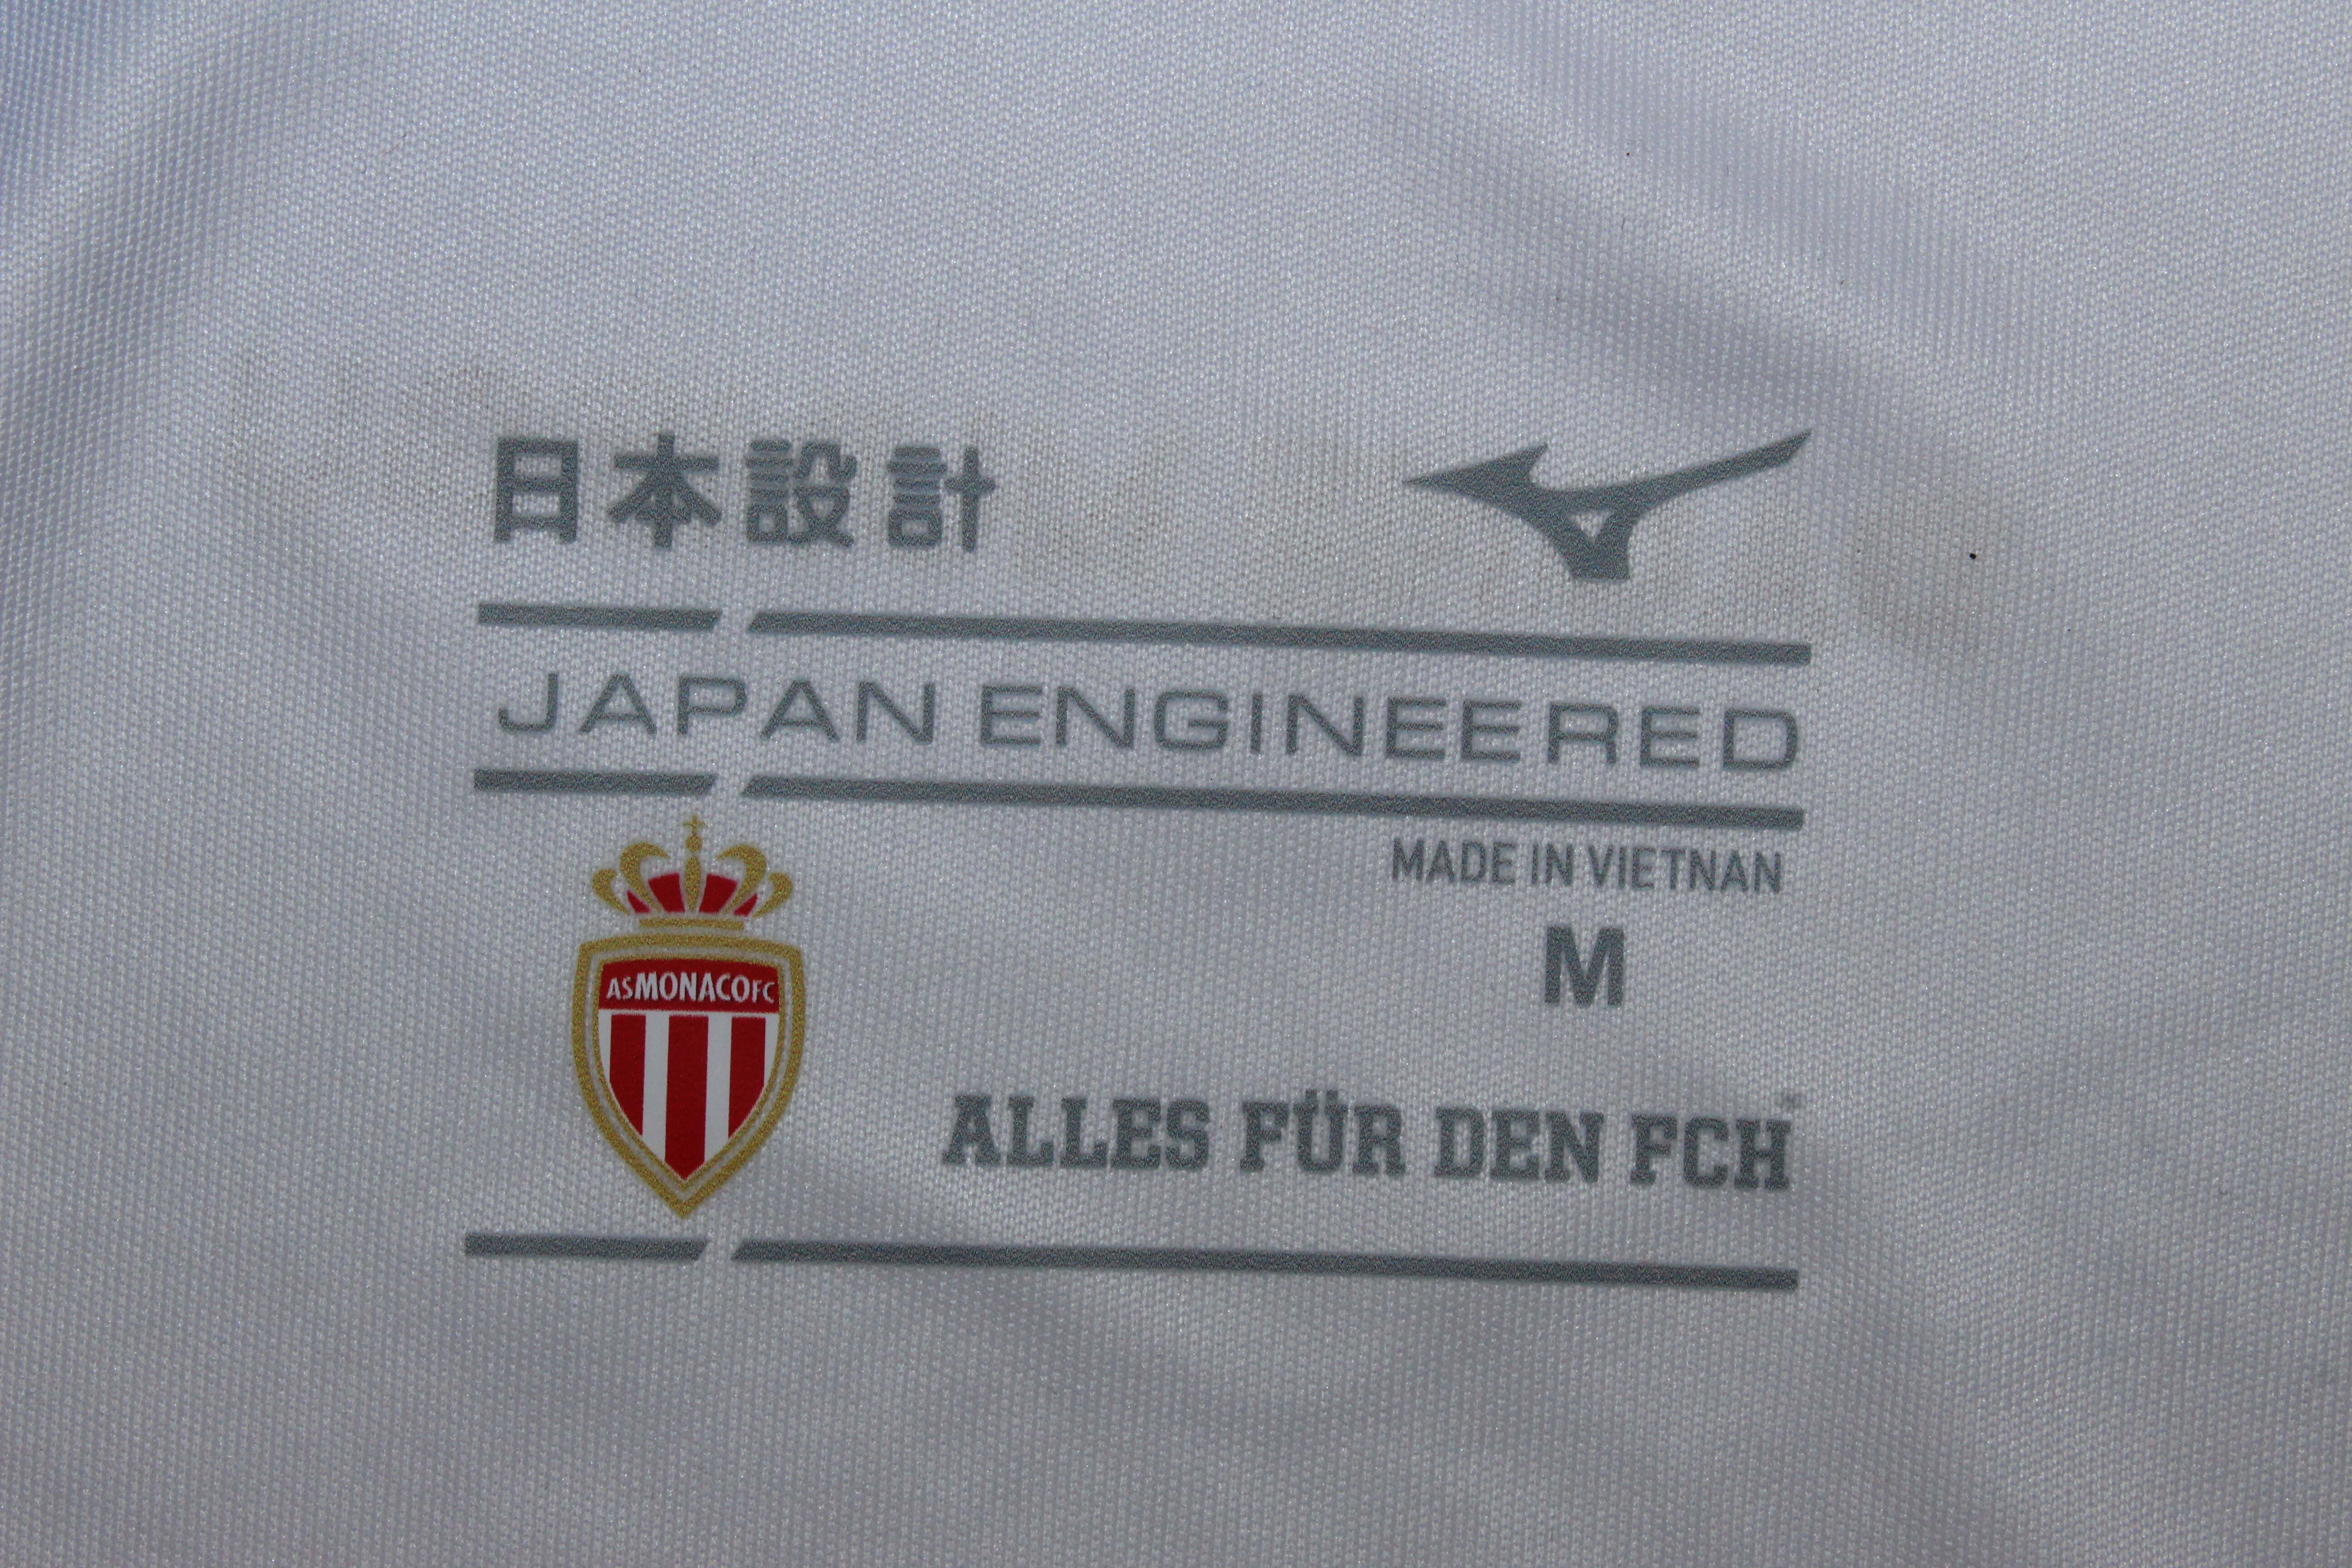 日本設計
JAPAN ENGINEERED
MADE IN VIETNAN
M
ASMONACOFC
ALLES FÜR DEN FCH